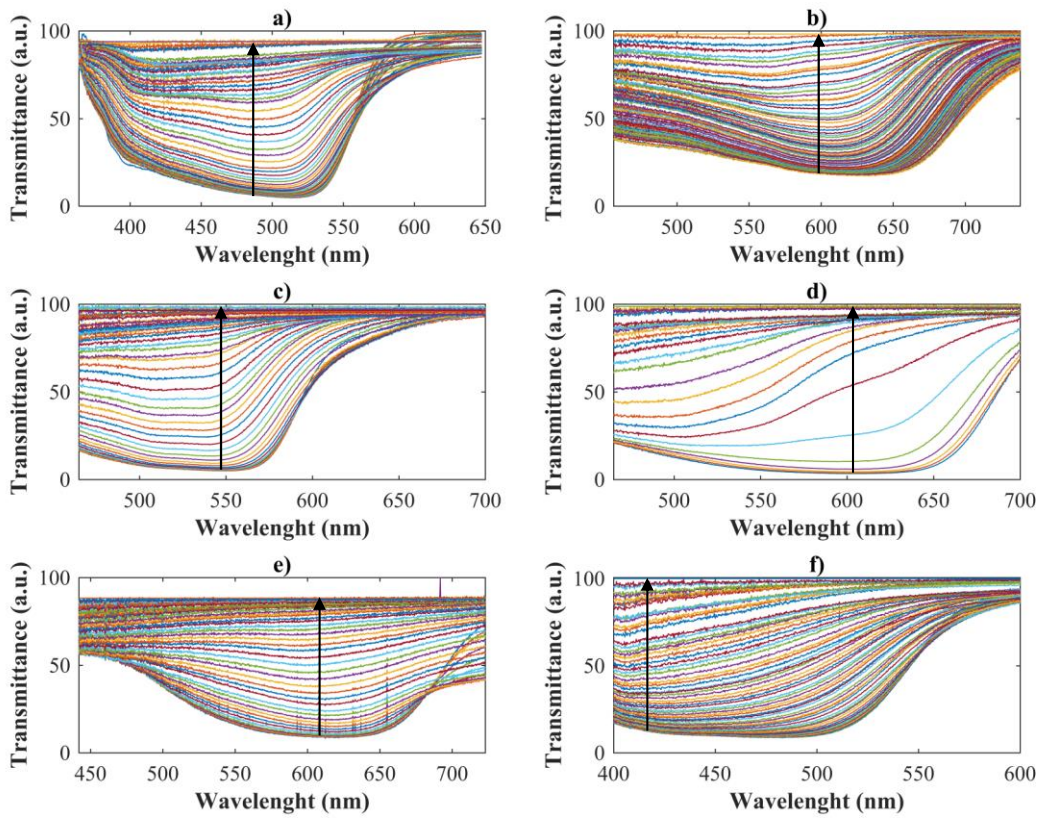 a)
Transmittance (a.u.)
100
50
0
400 450 500 550 600 650
Wavelenght (nm)
b)
Transmittance (a.u.)
100
50
0
500 550 600 650 700
Wavelenght (nm)
c)
Transmittance (a.u.)
100
50
0
500 550 600 650 700
Wavelenght (nm)
d)
Transmittance (a.u.)
100
50
0
500 550 600 650 700
Wavelenght (nm)
e)
Transmittance (a.u.)
100
50
0
450 500 550 600 650 700
Wavelenght (nm)
f)
Transmittance (a.u.)
100
50
0
400 450 500 550 600
Wavelenght (nm)